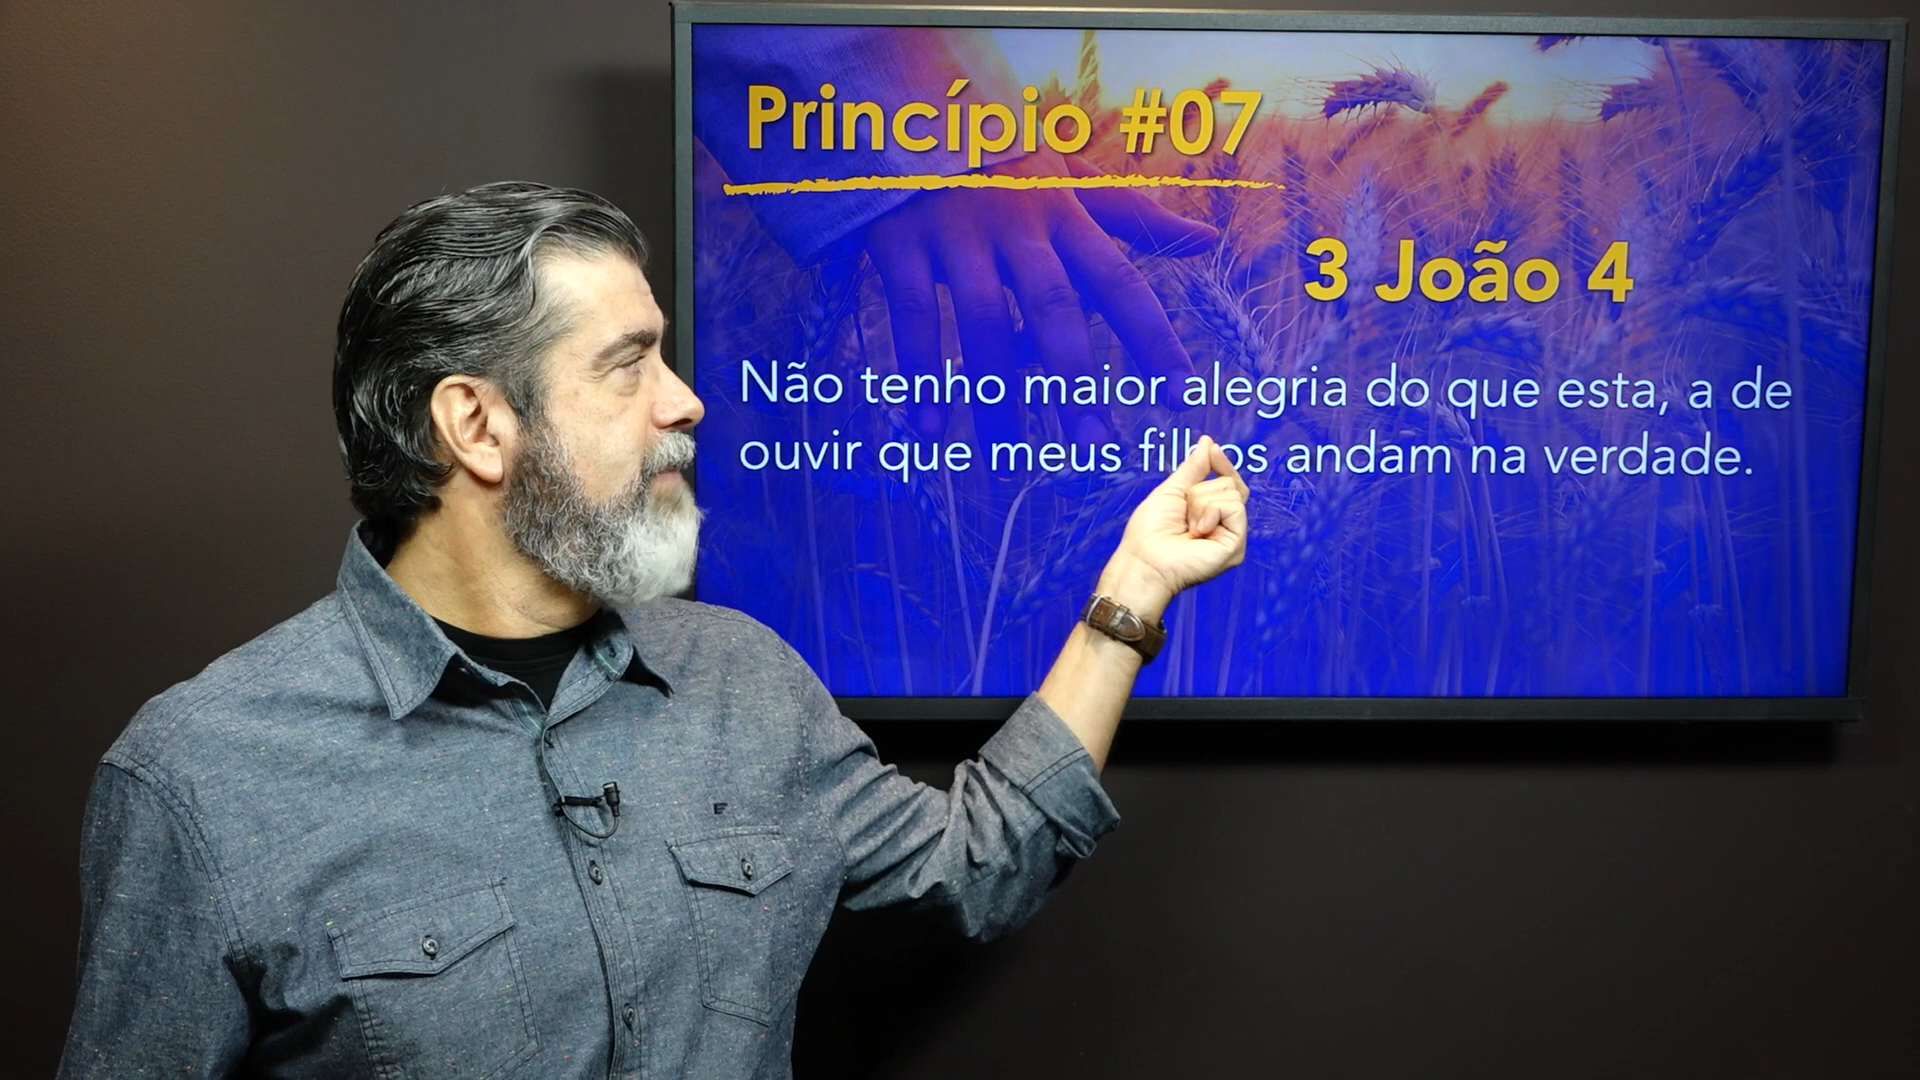 Princípio #07
3 João 4
Não tenho maior alegria do que esta, a de
ouvir que meus filhos andam na verdade.
F